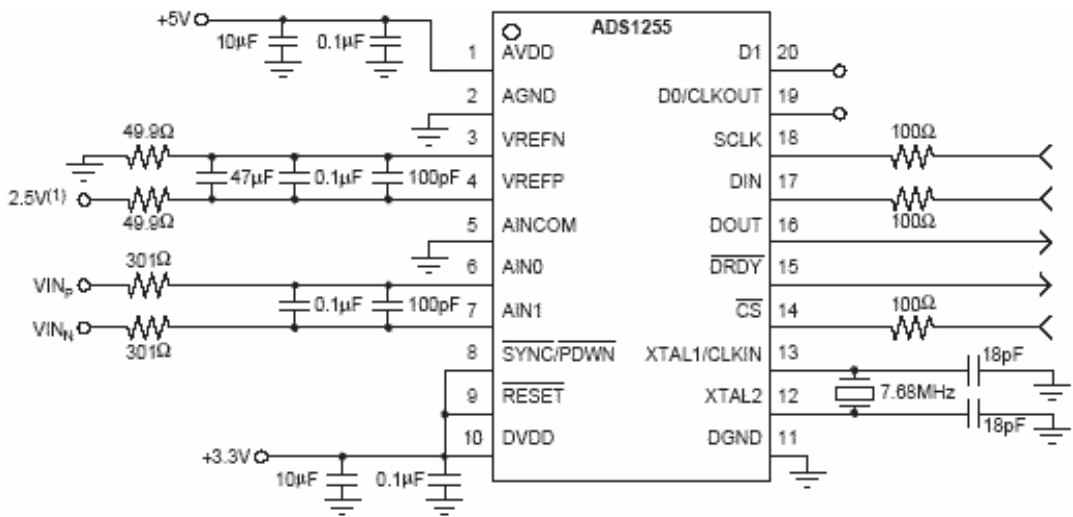 ADS1255
+5V
10μF
0.1μF
1 AVDD
D1 20
2 AGND
D0/CLKOUT 19
49.9Ω
3 VREFN
SCLK 18
100Ω
47μF
0.1μF
100pF
2.5V(1)
4 VREFP
DIN 17
49.9Ω
100Ω
5 AINCOM
DOUT 16
301Ω
6 AIN0
DRDY 15
VINP
0.1μF
100pF
7 AIN1
CS 14
100Ω
VINN
301Ω
8 SYNC/PDWN
XTAL1/CLKIN 13
18pF
9 RESET
XTAL2 12
7.68MHz
18pF
10 DVDD
DGND 11
+3.3V
10μF
0.1μF